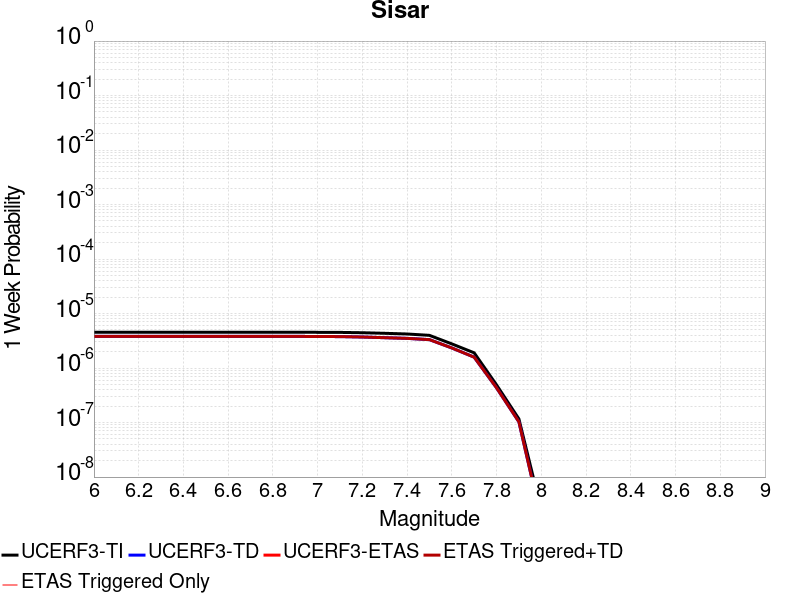 Sisar
1 Week Probability
10^0
10^-1
10^-2
10^-3
10^-4
10^-5
10^-6
10^-7
10^-8
6 6.2 6.4 6.6 6.8 7 7.2 7.4 7.6 7.8 8 8.2 8.4 8.6 8.8 9
Magnitude
UCERF3-TI UCERF3-TD UCERF3-ETAS ETAS Triggered+TD
ETAS Triggered Only